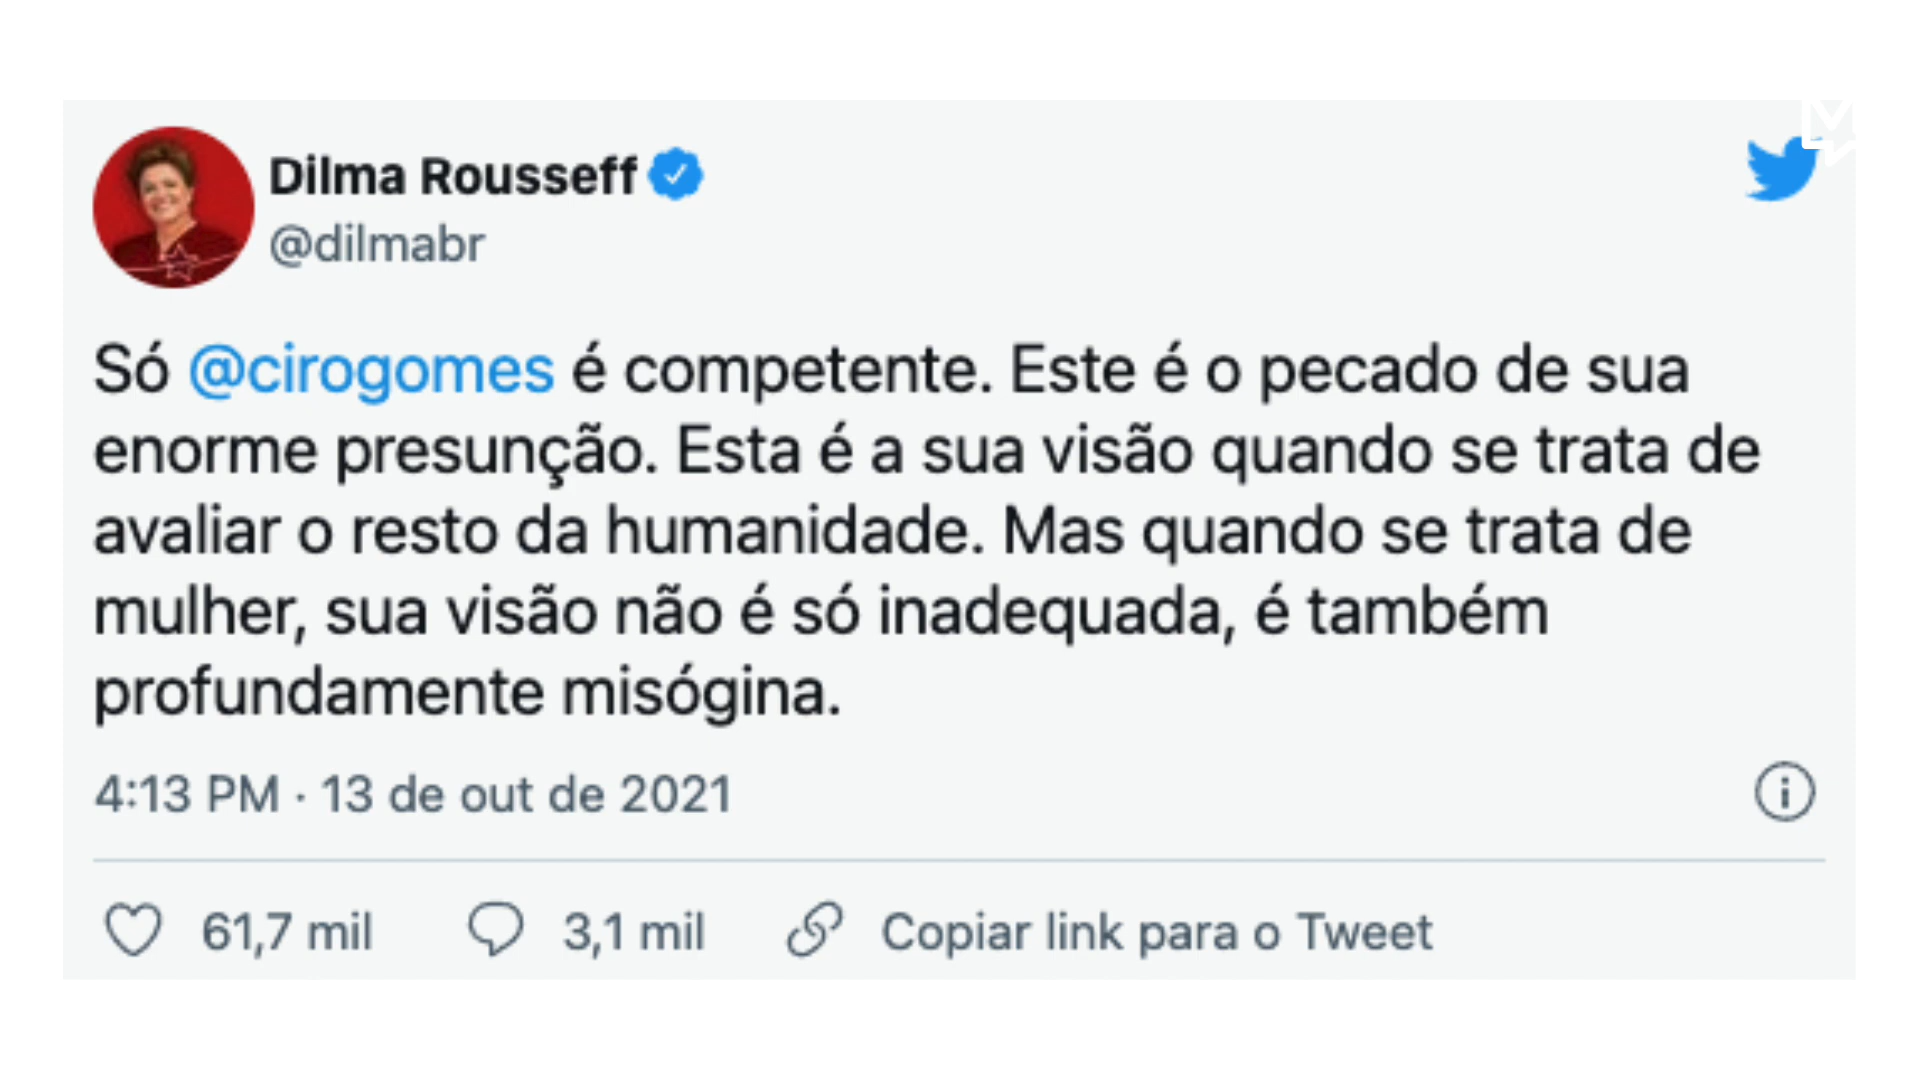 Dilma Rousseff
@dilmabr
Só @cirogomes é competente. Este é o pecado de sua
enorme presunção. Esta é a sua visão quando se trata de
avaliar o resto da humanidade. Mas quando se trata de
mulher, sua visão não é só inadequada, é também
profundamente misógina.
4:13 PM · 13 de out de 2021
61,7 mil 3,1 mil Copiar link para o Tweet